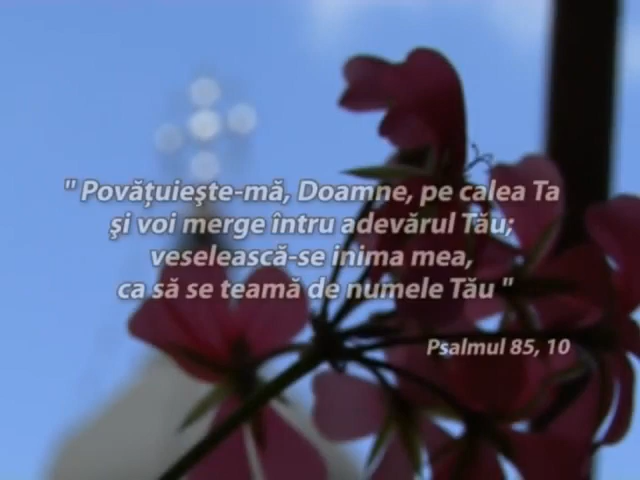 " Povăţuieşte-mă, Doamne, pe calea Ta
şi voi merge întru adevărul Tău;
veselească-se inima mea,
ca să se teamă de numele Tău "
Psalmul 85, 10